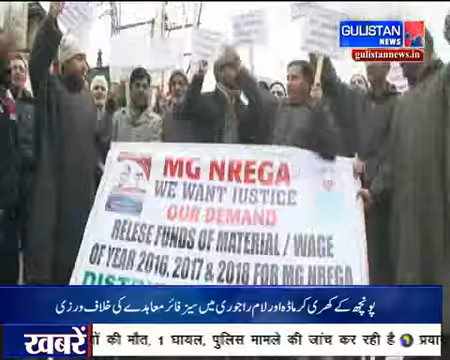 GULISTAN
NEWS
gulistannews.in
MG NREGA
WE WANT JUSTICE
OUR DEMAND
RELESE FUNDS OF MATERIAL / WAGE
OF YEAR 2016, 2017 & 2018 FOR MG NREGA
پونچھ کے کھری کرماڈہ اور لام راجوری میں سیز فائر معاہدے کی خلاف ورزی
खबरें
की मौत, 1 घायल, पुलिस मामले की जांच कर रही है